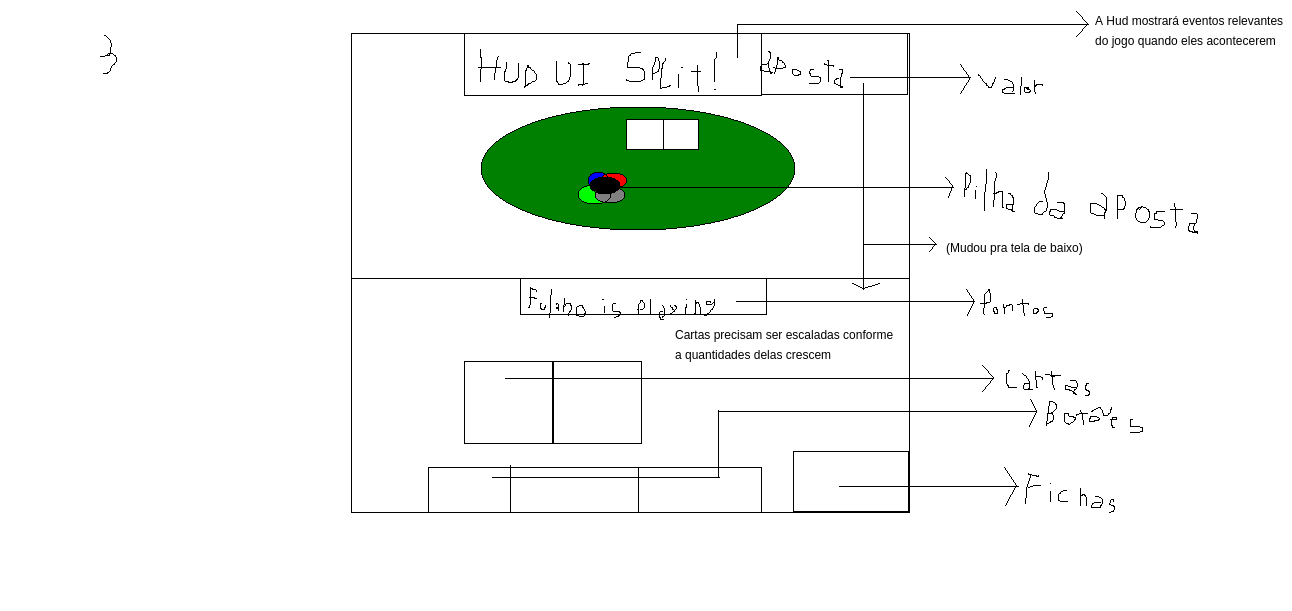 3
A Hud mostrará eventos relevantes
do jogo quando eles acontecerem
HUD UI SPLit!
aposta
valor
Pilha da aposta
(Mudou pra tela de baixo)
Fulano is playing
Pontos
Cartas precisam ser escaladas conforme
a quantidades delas crescem
Cartas
Botões
Fichas